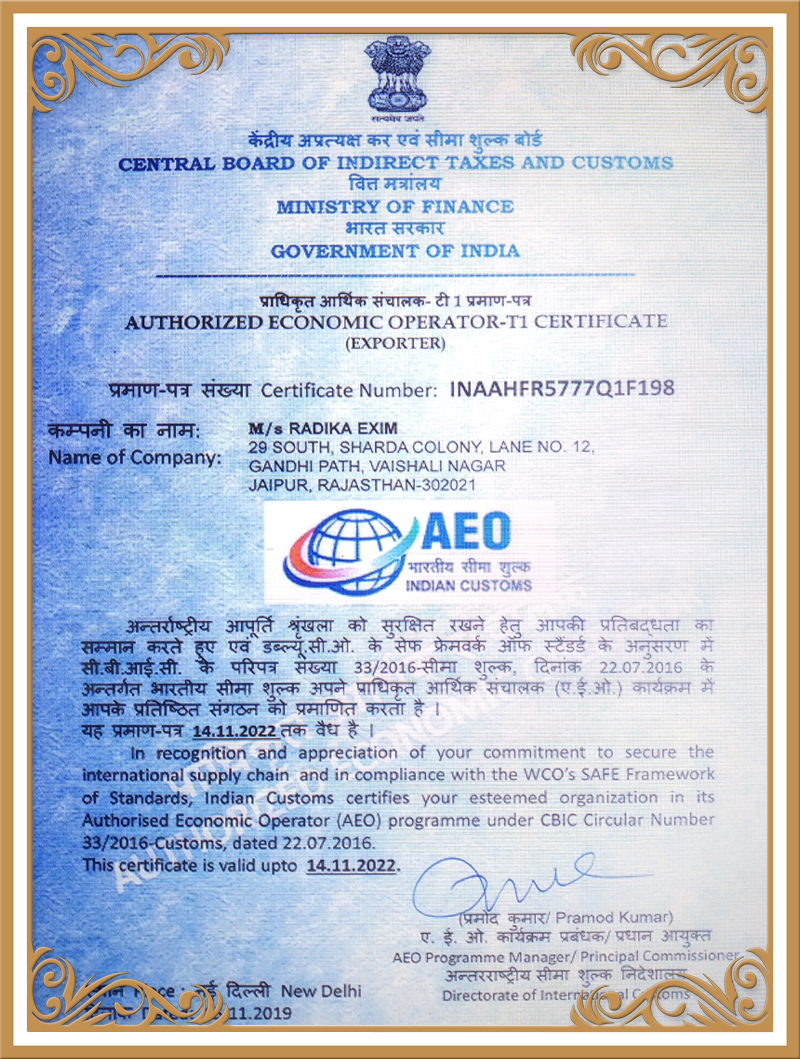 सत्यमेव जयते
केंद्रीय अप्रत्यक्ष कर एवं सीमा शुल्क बोर्ड
CENTRAL BOARD OF INDIRECT TAXES AND CUSTOMS
वित्त मंत्रालय
MINISTRY OF FINANCE
भारत सरकार
GOVERNMENT OF INDIA
प्राधिकृत आर्थिक संचालक- टी 1 प्रमाण-पत्र
AUTHORIZED ECONOMIC OPERATOR-T1 CERTIFICATE
(EXPORTER)
प्रमाण-पत्र संख्या Certificate Number: INAAHFR5777Q1F198
कम्पनी का नाम: M/s RADIKA EXIM
Name of Company: 29 SOUTH, SHARDA COLONY, LANE NO. 12,
GANDHI PATH, VAISHALI NAGAR
JAIPUR, RAJASTHAN-302021
AEO
भारतीय सीमा शुल्क
INDIAN CUSTOMS
अन्तर्राष्ट्रीय आपूर्ति श्रृंखला को सुरक्षित रखने हेतु आपकी प्रतिबद्धता का
सम्मान करते हुए एवं डब्ल्यू.सी.ओ. के सेफ फ्रेमवर्क ऑफ स्टैंडर्ड के अनुसरण में
सी.बी.आई.सी. के परिपत्र संख्या 33/2016-सीमा शुल्क, दिनांक 22.07.2016 के
अन्तर्गत भारतीय सीमा शुल्क अपने प्राधिकृत आर्थिक संचालक (ए.ई.ओ.) कार्यक्रम में
आपके प्रतिष्ठित संगठन को प्रमाणित करता है ।
यह प्रमाण-पत्र 14.11.2022 तक वैध है ।
In recognition and appreciation of your commitment to secure the
international supply chain and in compliance with the WCO's SAFE Framework
of Standards, Indian Customs certifies your esteemed organization in its
Authorised Economic Operator (AEO) programme under CBIC Circular Number
33/2016-Customs, dated 22.07.2016.
This certificate is valid upto 14.11.2022.
(प्रमोद कुमार/ Pramod Kumar)
ए. ई. ओ. कार्यक्रम प्रबंधक/ प्रधान आयुक्त
AEO Programme Manager/ Principal Commissioner
अन्तरराष्ट्रीय सीमा शुल्क निदेशालय
Directorate of International Customs
नई दिल्ली New Delhi
11.2019